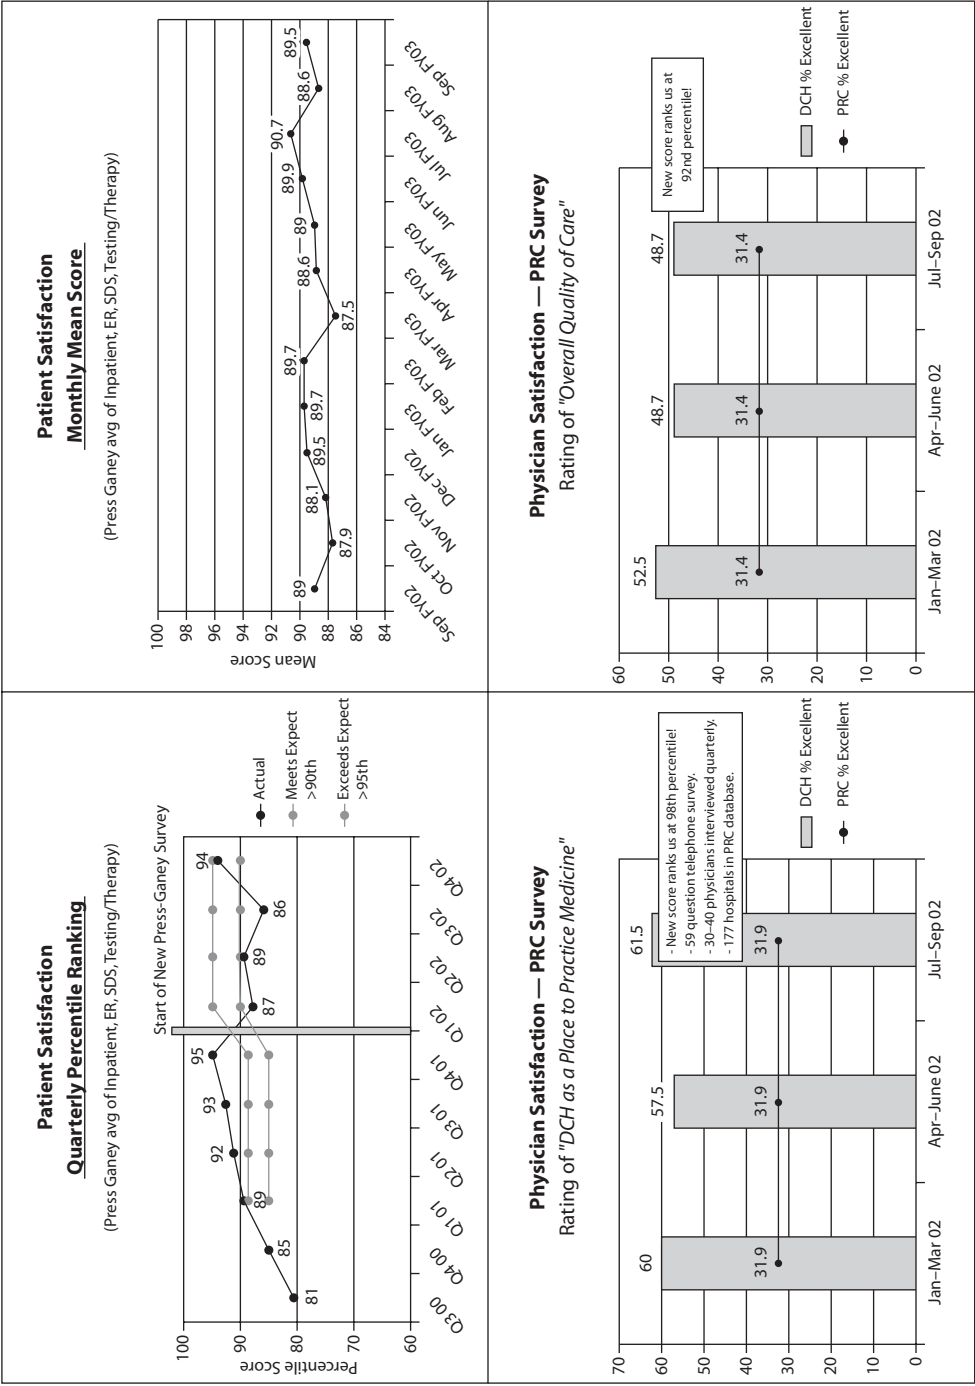 Patient Satisfaction
Quarterly Percentile Ranking
(Press Ganey avg of Inpatient, ER, SDS, Testing/Therapy)
Start of New Press-Ganey Survey
Percentile Score
100
90
80
70
60
81
85
89
92
93
95
87
89
86
94
Q3 00
Q4 00
Q1 01
Q2 01
Q3 01
Q4 01
Q1 02
Q2 02
Q3 02
Q4 02
Actual
Meets Expect
>90th
Exceeds Expect
>95th
Patient Satisfaction
Monthly Mean Score
(Press Ganey avg of Inpatient, ER, SDS, Testing/Therapy)
Mean Score
100
98
96
94
92
90
88
86
84
89
87.9
88.1
89.5
89.7
89.7
87.5
88.6
89
89.9
90.7
88.6
89.5
Sep FY02
Oct FY02
Nov FY02
Dec FY02
Jan FY03
Feb FY03
Mar FY03
Apr FY03
May FY03
Jun FY03
Jul FY03
Aug FY03
Sep FY03
Physician Satisfaction — PRC Survey
Rating of "DCH as a Place to Practice Medicine"
70
60
50
40
30
20
10
0
60
57.5
61.5
31.9
31.9
31.9
- New score ranks us at 98th percentile!
- 59 question telephone survey.
- 30–40 physicians interviewed quarterly.
- 177 hospitals in PRC database.
Jan–Mar 02
Apr–June 02
Jul–Sep 02
DCH % Excellent
PRC % Excellent
Physician Satisfaction — PRC Survey
Rating of "Overall Quality of Care"
60
50
40
30
20
10
0
52.5
48.7
48.7
31.4
31.4
31.4
New score ranks us at
92nd percentile!
Jan–Mar 02
Apr–June 02
Jul–Sep 02
DCH % Excellent
PRC % Excellent